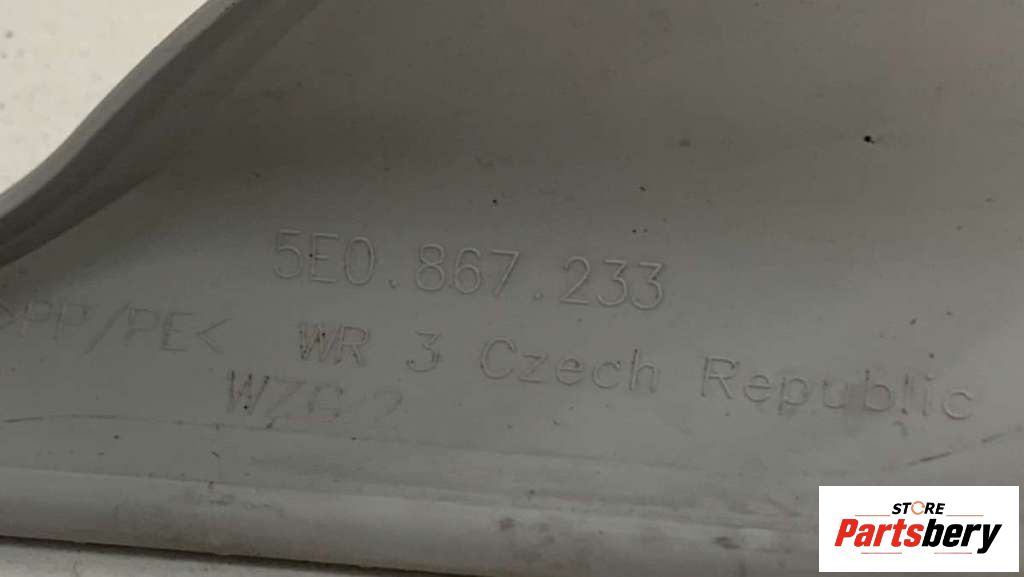 5E0.867.233
>PP/PE< WR 3 Czech Republic
STORE
Partsbery